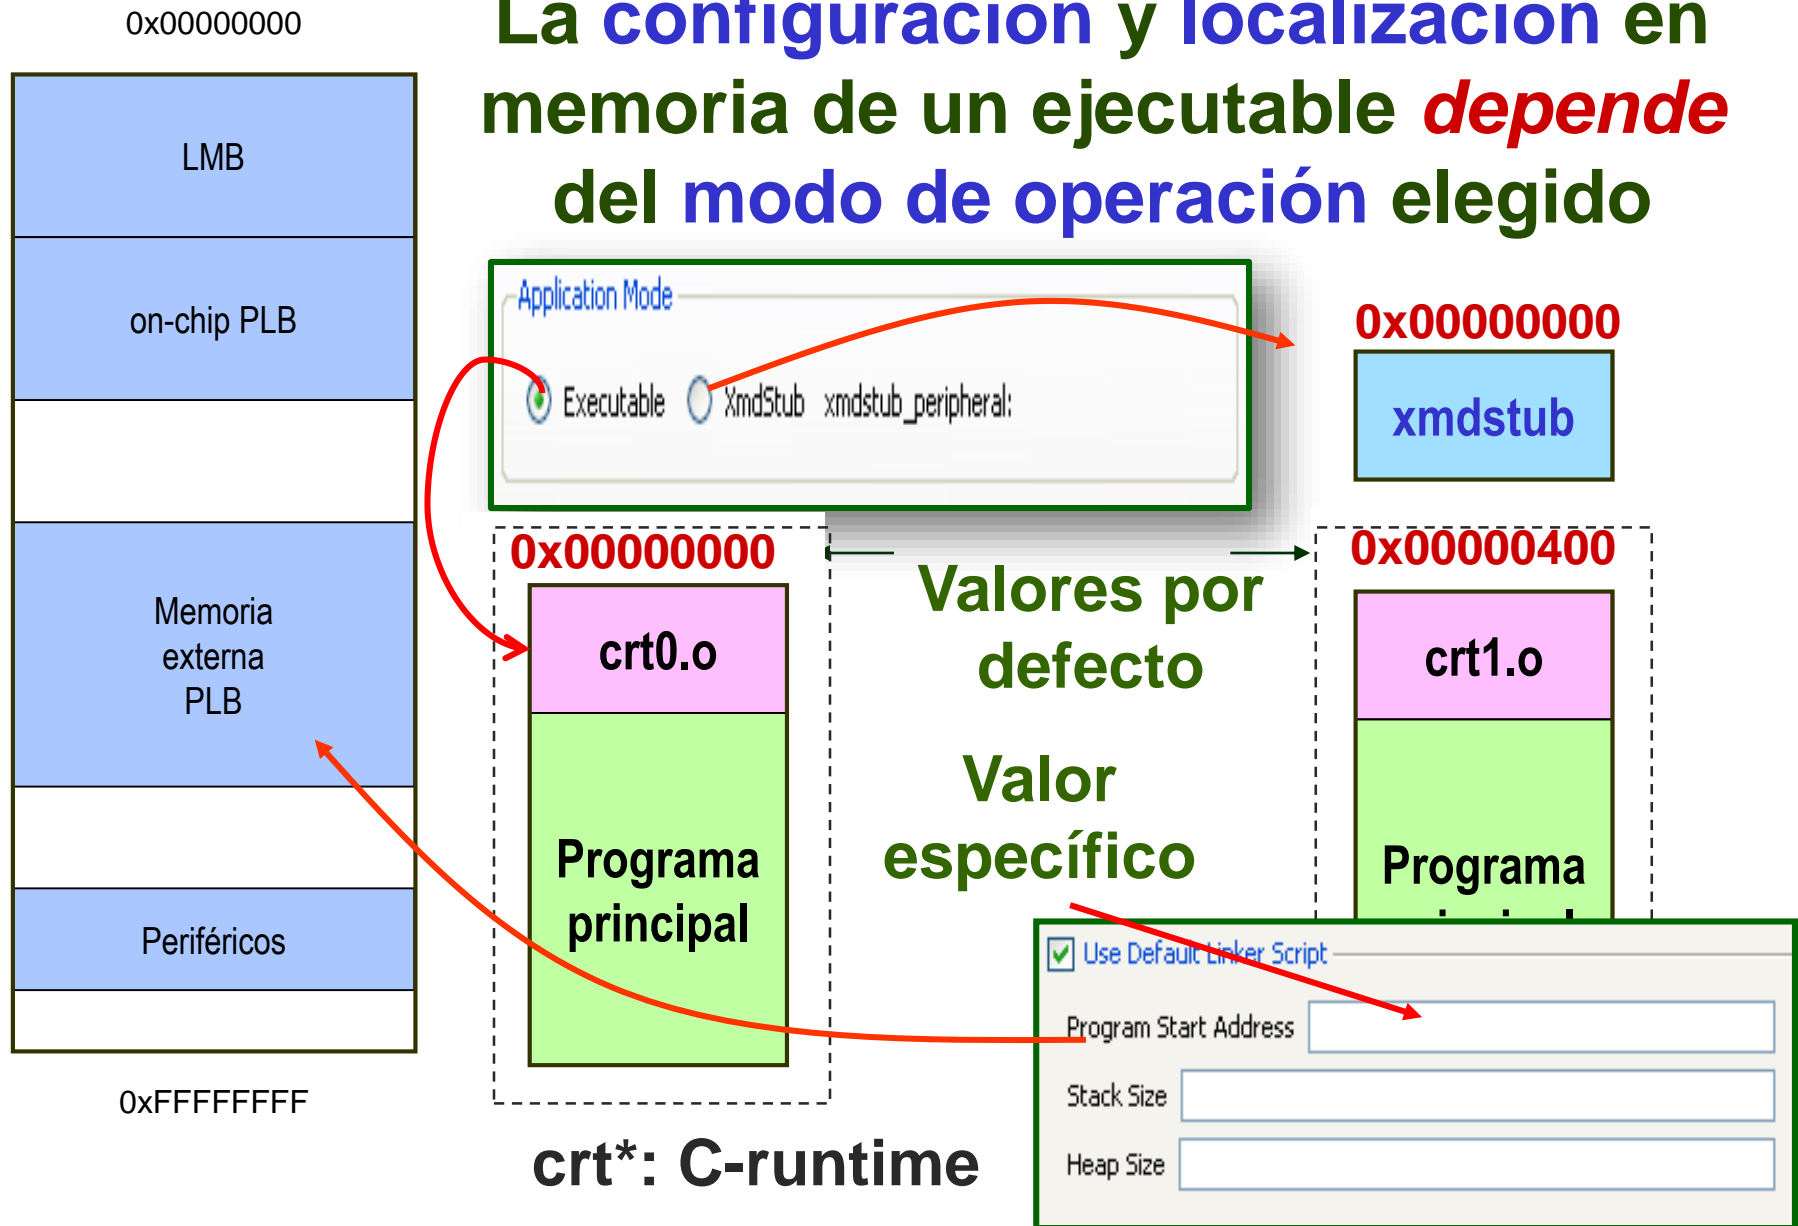 0x00000000
La configuración y localización en
memoria de un ejecutable depende
del modo de operación elegido
LMB
on-chip PLB
Memoria
externa
PLB
Periféricos
0xFFFFFFFF
Application Mode
Executable
XmdStub
xmdstub_peripheral:
0x00000000
xmdstub
0x00000000
crt0.o
Programa
principal
Valores por
defecto
Valor
específico
0x00000400
crt1.o
Programa
Use Default Linker Script
Program Start Address
Stack Size
Heap Size
crt*: C-runtime